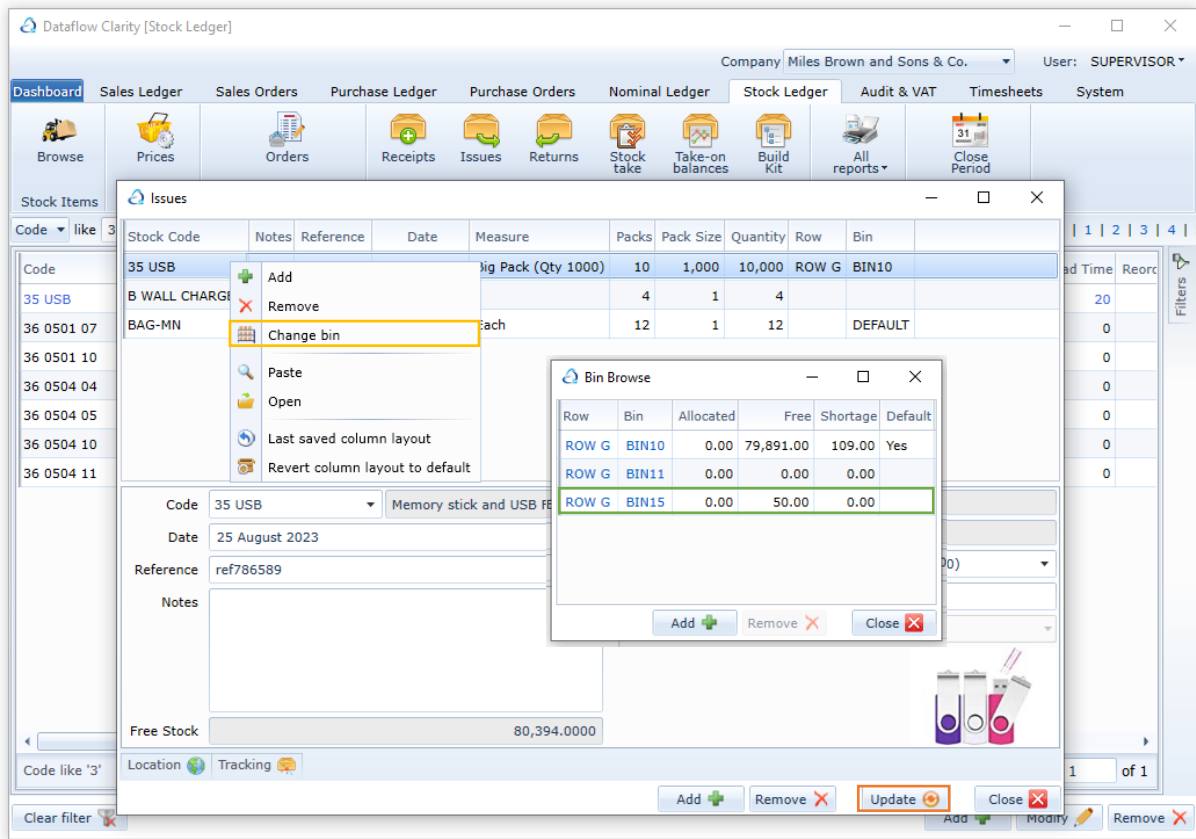 Dataflow Clarity [Stock Ledger]
Company Miles Brown and Sons & Co. User: SUPERVISOR
Dashboard Sales Ledger Sales Orders Purchase Ledger Purchase Orders Nominal Ledger Stock Ledger Audit & VAT Timesheets System
Browse Prices Orders Receipts Issues Returns Stock take Take-on balances Build Kit All reports 31 Close Period
Stock Items
Issues
Code like 3 | 1 | 2 | 3 | 4 |
Stock Code Notes Reference Date Measure Packs Pack Size Quantity Row Bin
Code ad Time Reorc
Filters
35 USB Big Pack (Qty 1000) 10 1,000 10,000 ROW G BIN10
B WALL CHARGE 4 1 4
BAG-MN Each 12 1 12 DEFAULT
35 USB 20
36 0501 07 0
36 0501 10 0
36 0504 04 0
36 0504 05 0
36 0504 10 0
36 0504 11 0
Add
Remove
Change bin
Paste
Open
Last saved column layout
Revert column layout to default
Bin Browse
Row Bin Allocated Free Shortage Default
ROW G BIN10 0.00 79,891.00 109.00 Yes
ROW G BIN11 0.00 0.00 0.00
ROW G BIN15 0.00 50.00 0.00
Add Remove Close
Code 35 USB Memory stick and USB f
Date 25 August 2023
Reference ref786589
00)
Notes
Free Stock 80,394.0000
Location Tracking
Code like '3' 1 of 1
Add Remove Update Close
Clear filter Add Modify Remove